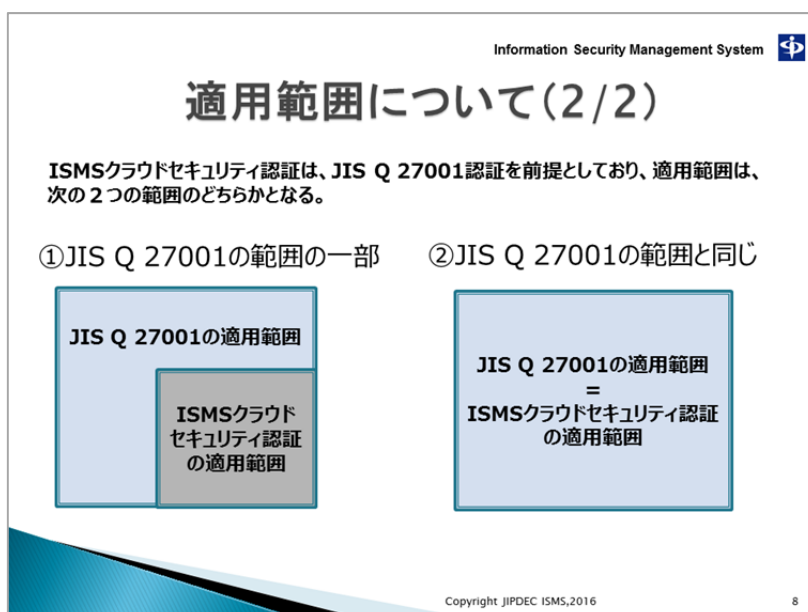 Information Security Management System
適用範囲について(2/2)
ISMSクラウドセキュリティ認証は、JIS Q 27001認証を前提としており、適用範囲は、
次の２つの範囲のどちらかとなる。
①JIS Q 27001の範囲の一部
JIS Q 27001の適用範囲
ISMSクラウド
セキュリティ認証
の適用範囲
②JIS Q 27001の範囲と同じ
JIS Q 27001の適用範囲
=
ISMSクラウドセキュリティ認証
の適用範囲
Copyright JIPDEC ISMS,2016
8